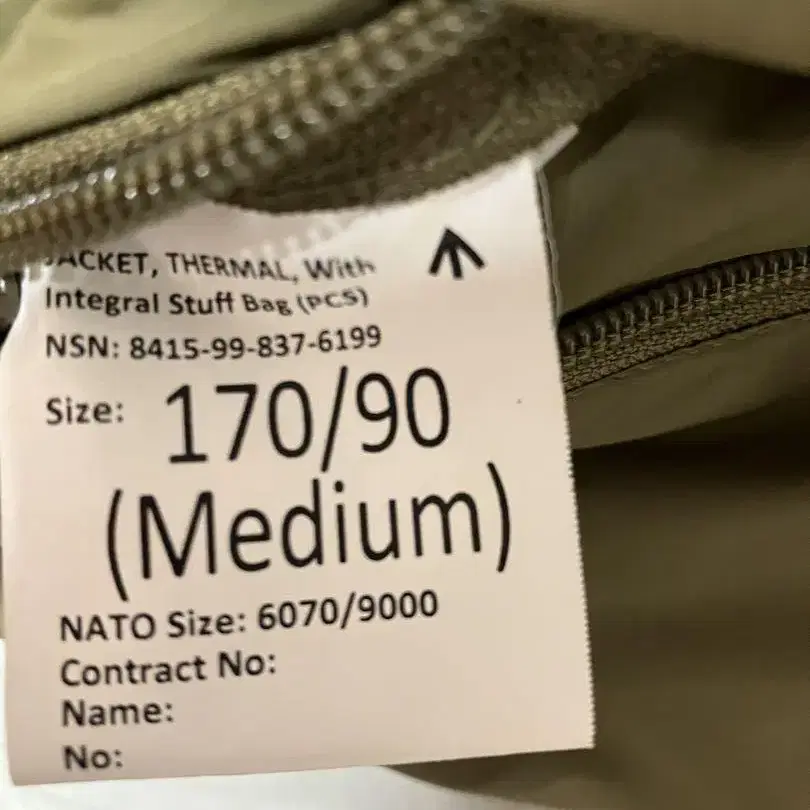 JACKET, THERMAL, With
Integral Stuff Bag (PCS)
NSN: 8415-99-837-6199
Size: 170/90
(Medium)
NATO Size: 6070/9000
Contract No:
Name:
No: